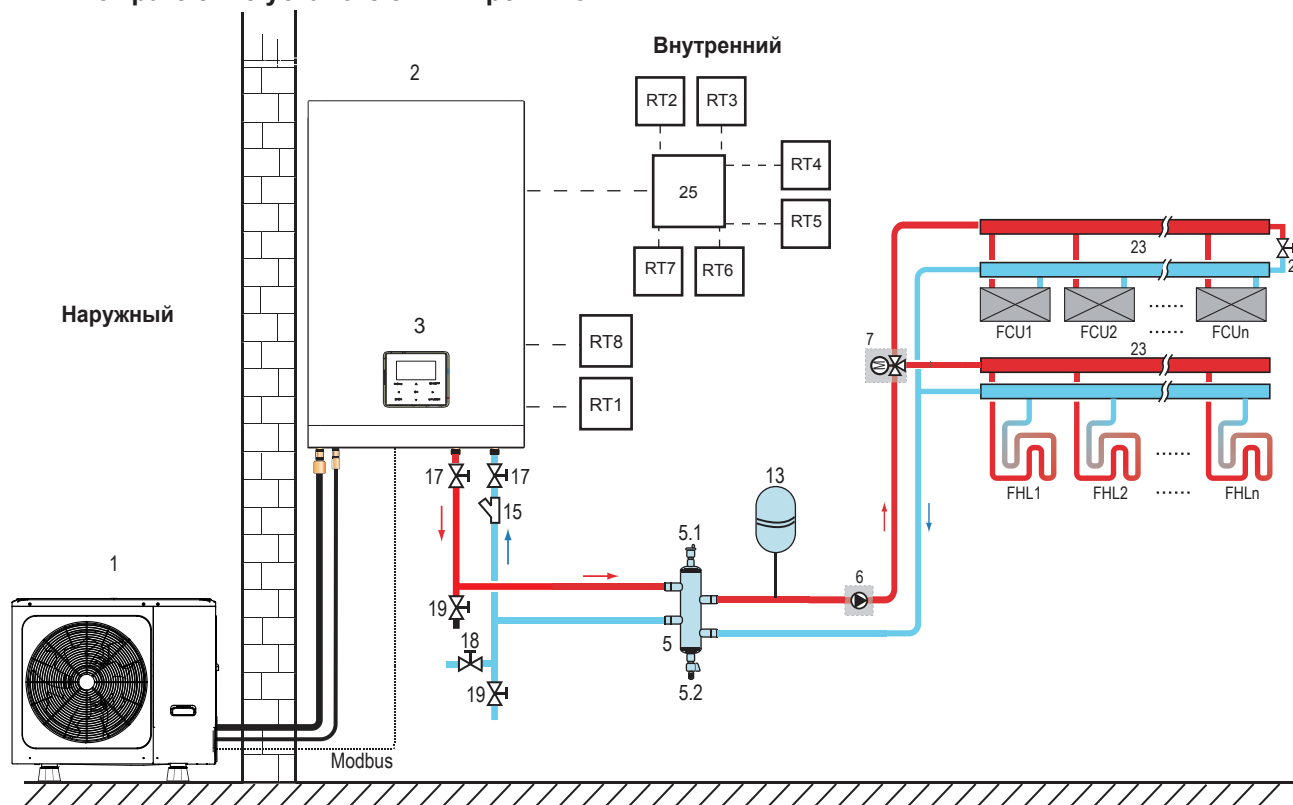 Внутренний
2
RT2
RT3
RT4
25
RT5
RT7
RT6
23
2
Наружный
FCU1
FCU2
......
......
FCUn
3
RT8
7
23
RT1
17
17
13
......
15
FHL1
FHL2
......
FHLn
5.1
1
6
19
18
5
19
5.2
Modbus